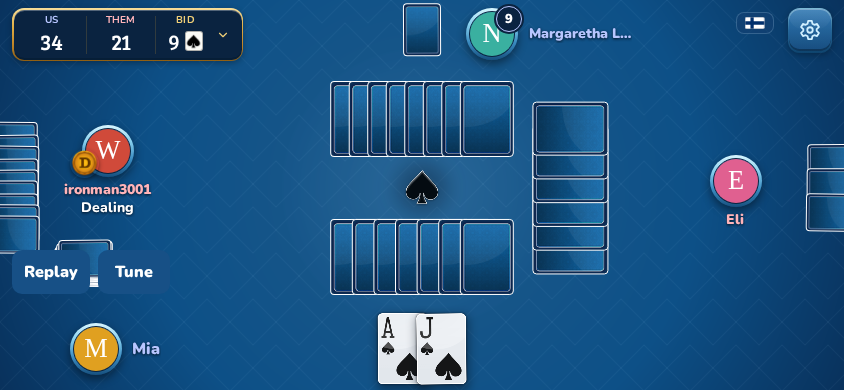 US THEM BID
34 21 9
N 9 Margaretha L...
W
D
ironman3001
Dealing
E
Eli
Replay Tune
M Mia
A J